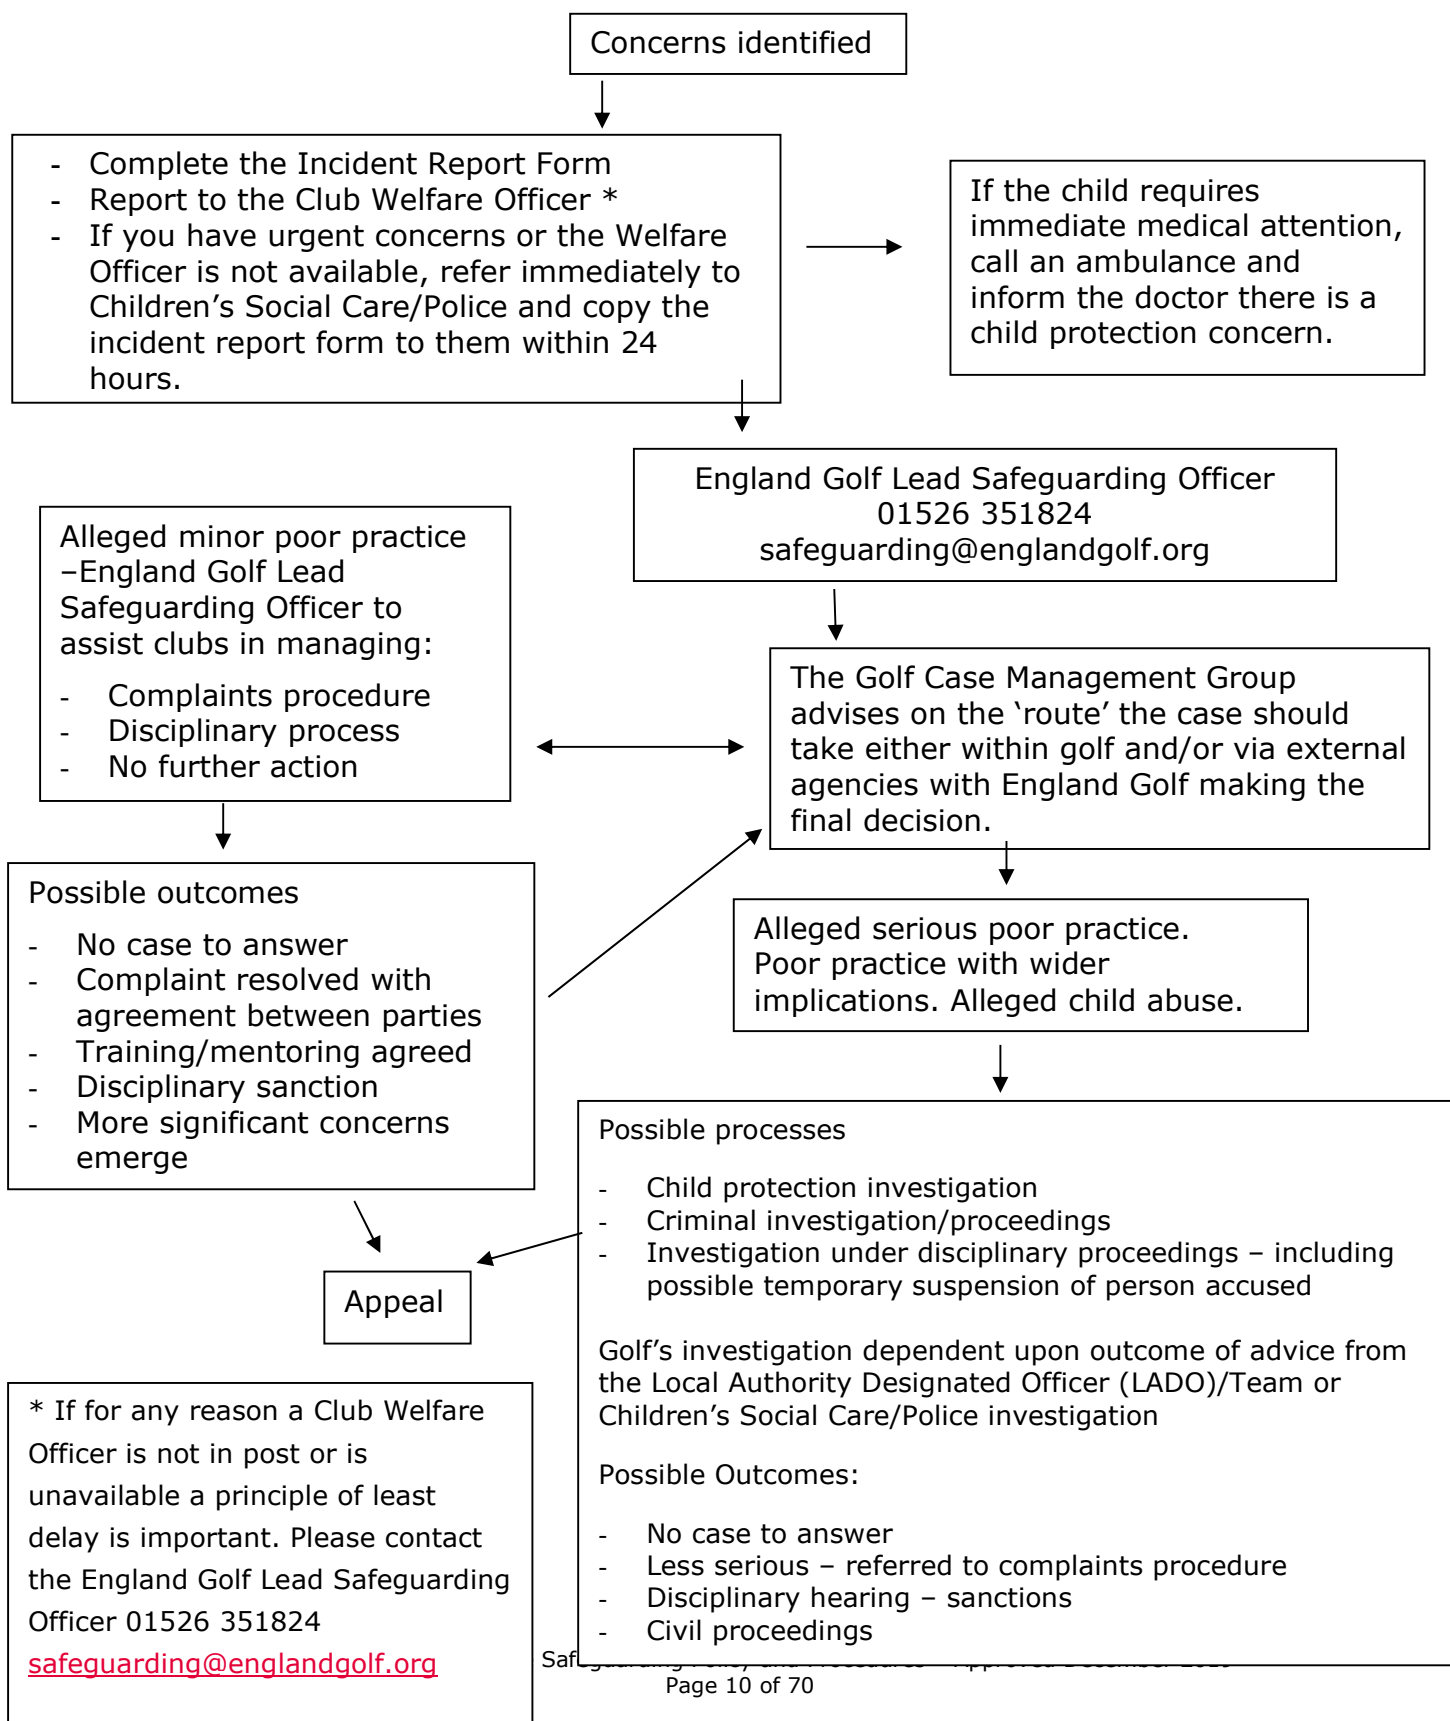 Concerns identified
- Complete the Incident Report Form
- Report to the Club Welfare Officer *
- If you have urgent concerns or the Welfare
Officer is not available, refer immediately to
Children’s Social Care/Police and copy the
incident report form to them within 24
hours.
If the child requires
immediate medical attention,
call an ambulance and
inform the doctor there is a
child protection concern.
England Golf Lead Safeguarding Officer
01526 351824
safeguarding@englandgolf.org
Alleged minor poor practice
–England Golf Lead
Safeguarding Officer to
assist clubs in managing:
- Complaints procedure
- Disciplinary process
- No further action
The Golf Case Management Group
advises on the ‘route’ the case should
take either within golf and/or via external
agencies with England Golf making the
final decision.
Possible outcomes
- No case to answer
- Complaint resolved with
agreement between parties
- Training/mentoring agreed
- Disciplinary sanction
- More significant concerns
emerge
Alleged serious poor practice.
Poor practice with wider
implications. Alleged child abuse.
Possible processes
- Child protection investigation
- Criminal investigation/proceedings
- Investigation under disciplinary proceedings – including
possible temporary suspension of person accused
Golf’s investigation dependent upon outcome of advice from
the Local Authority Designated Officer (LADO)/Team or
Children’s Social Care/Police investigation
Possible Outcomes:
- No case to answer
- Less serious – referred to complaints procedure
- Disciplinary hearing – sanctions
- Civil proceedings
Appeal
* If for any reason a Club Welfare
Officer is not in post or is
unavailable a principle of least
delay is important. Please contact
the England Golf Lead Safeguarding
Officer 01526 351824
safeguarding@englandgolf.org
Safeguarding Policy and Procedures – Approved December
Page 10 of 70